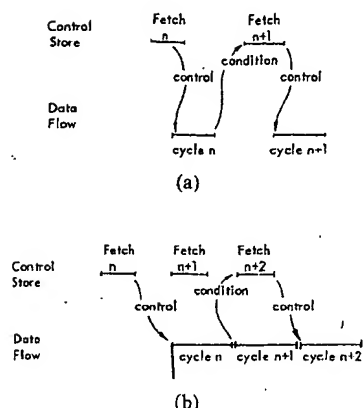 Fetch Fetch
Control n n+1
Store
condition
control control
Data
Flow
cycle n cycle n+1
(a)
Fetch Fetch Fetch
n n+1 n+2
Control
Store
condition
control control
Data
Flow cycle n cycle n+1 cycle n+2
(b)